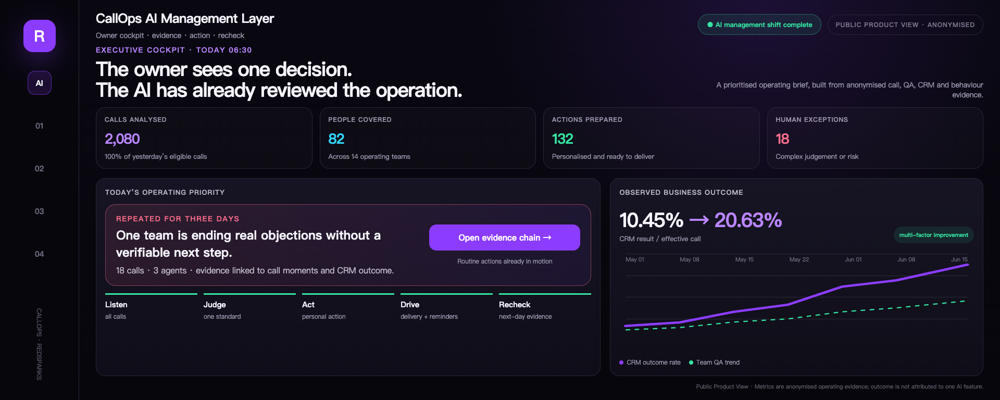 R
AI
01
02
03
04
CALLOPS · REDSPARKS
CallOps AI Management Layer
Owner cockpit · evidence · action · recheck
AI management shift complete
PUBLIC PRODUCT VIEW · ANONYMISED
EXECUTIVE COCKPIT · TODAY 06:30
The owner sees one decision.
The AI has already reviewed the operation.
A prioritised operating brief, built from anonymised call, QA, CRM and behaviour
evidence.
CALLS ANALYSED
2,080
100% of yesterday's eligible calls
PEOPLE COVERED
82
Across 14 operating teams
ACTIONS PREPARED
132
Personalised and ready to deliver
HUMAN EXCEPTIONS
18
Complex judgement or risk
TODAY'S OPERATING PRIORITY
REPEATED FOR THREE DAYS
One team is ending real objections without a
verifiable next step.
18 calls · 3 agents · evidence linked to call moments and CRM outcome.
Open evidence chain →
Routine actions already in motion
Listen
all calls
Judge
one standard
Act
personal action
Drive
delivery + reminders
Recheck
next-day evidence
OBSERVED BUSINESS OUTCOME
10.45% → 20.63%
CRM result / effective call
multi-factor improvement
May 01 May 08 May 15 May 22 Jun 01 Jun 08 Jun 15
CRM outcome rate Team QA trend
Public Product View · Metrics are anonymised operating evidence; outcome is not attributed to one AI feature.